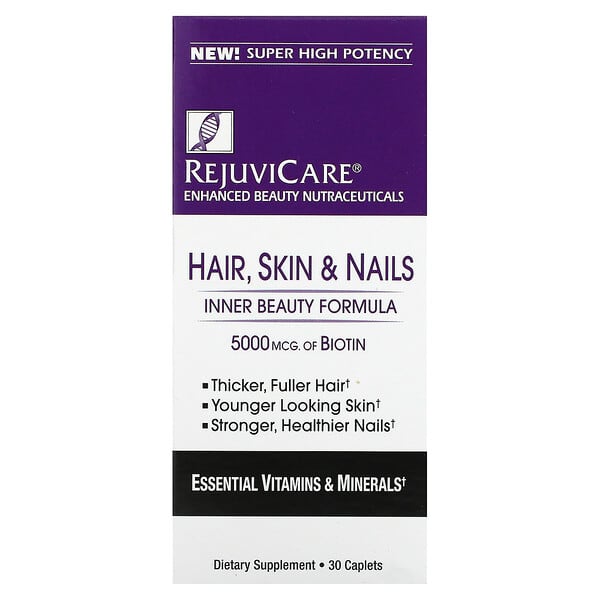 NEW! SUPER HIGH POTENCY
REJUVICARE®
ENHANCED BEAUTY NUTRACEUTICALS
HAIR, SKIN & NAILS
INNER BEAUTY FORMULA
5000 MCG. OF BIOTIN
▪ Thicker, Fuller Hair†
▪ Younger Looking Skin†
▪ Stronger, Healthier Nails†
ESSENTIAL VITAMINS & MINERALS†
Dietary Supplement • 30 Caplets